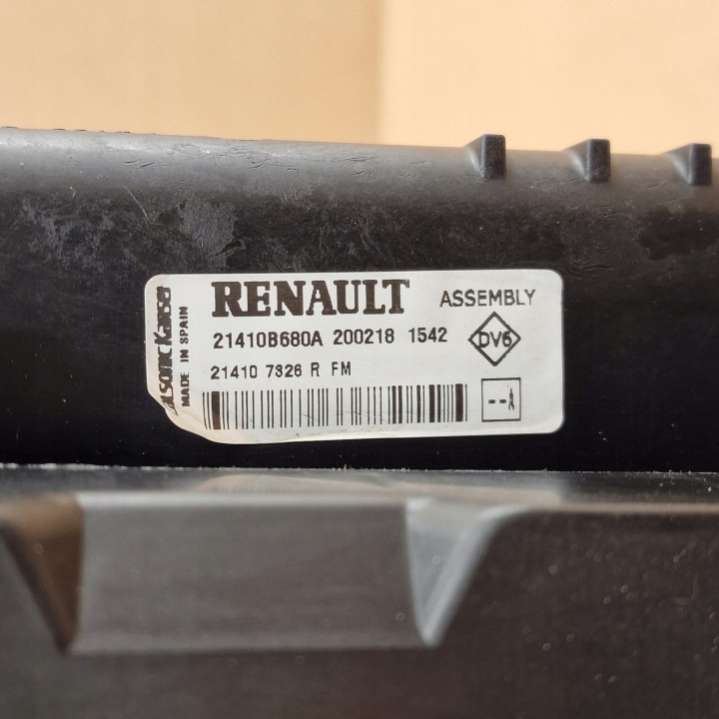 RENAULT ASSEMBLY
21410B680A 200218 1542
DV6
21410 7326 R FM
MADE IN SPAIN